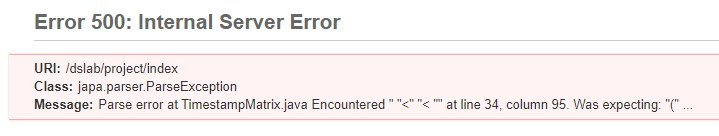 Error 500: Internal Server Error
URI: /dslab/project/index
Class: japa.parser.ParseException
Message: Parse error at TimestampMatrix.java Encountered " "<" "< "" at line 34, column 95. Was expecting: "(" ...